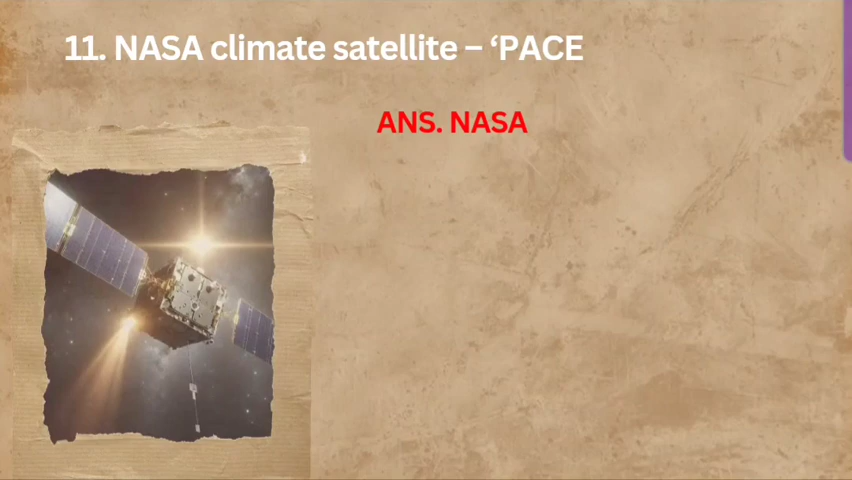 11. NASA climate satellite – ‘PACE
ANS. NASA